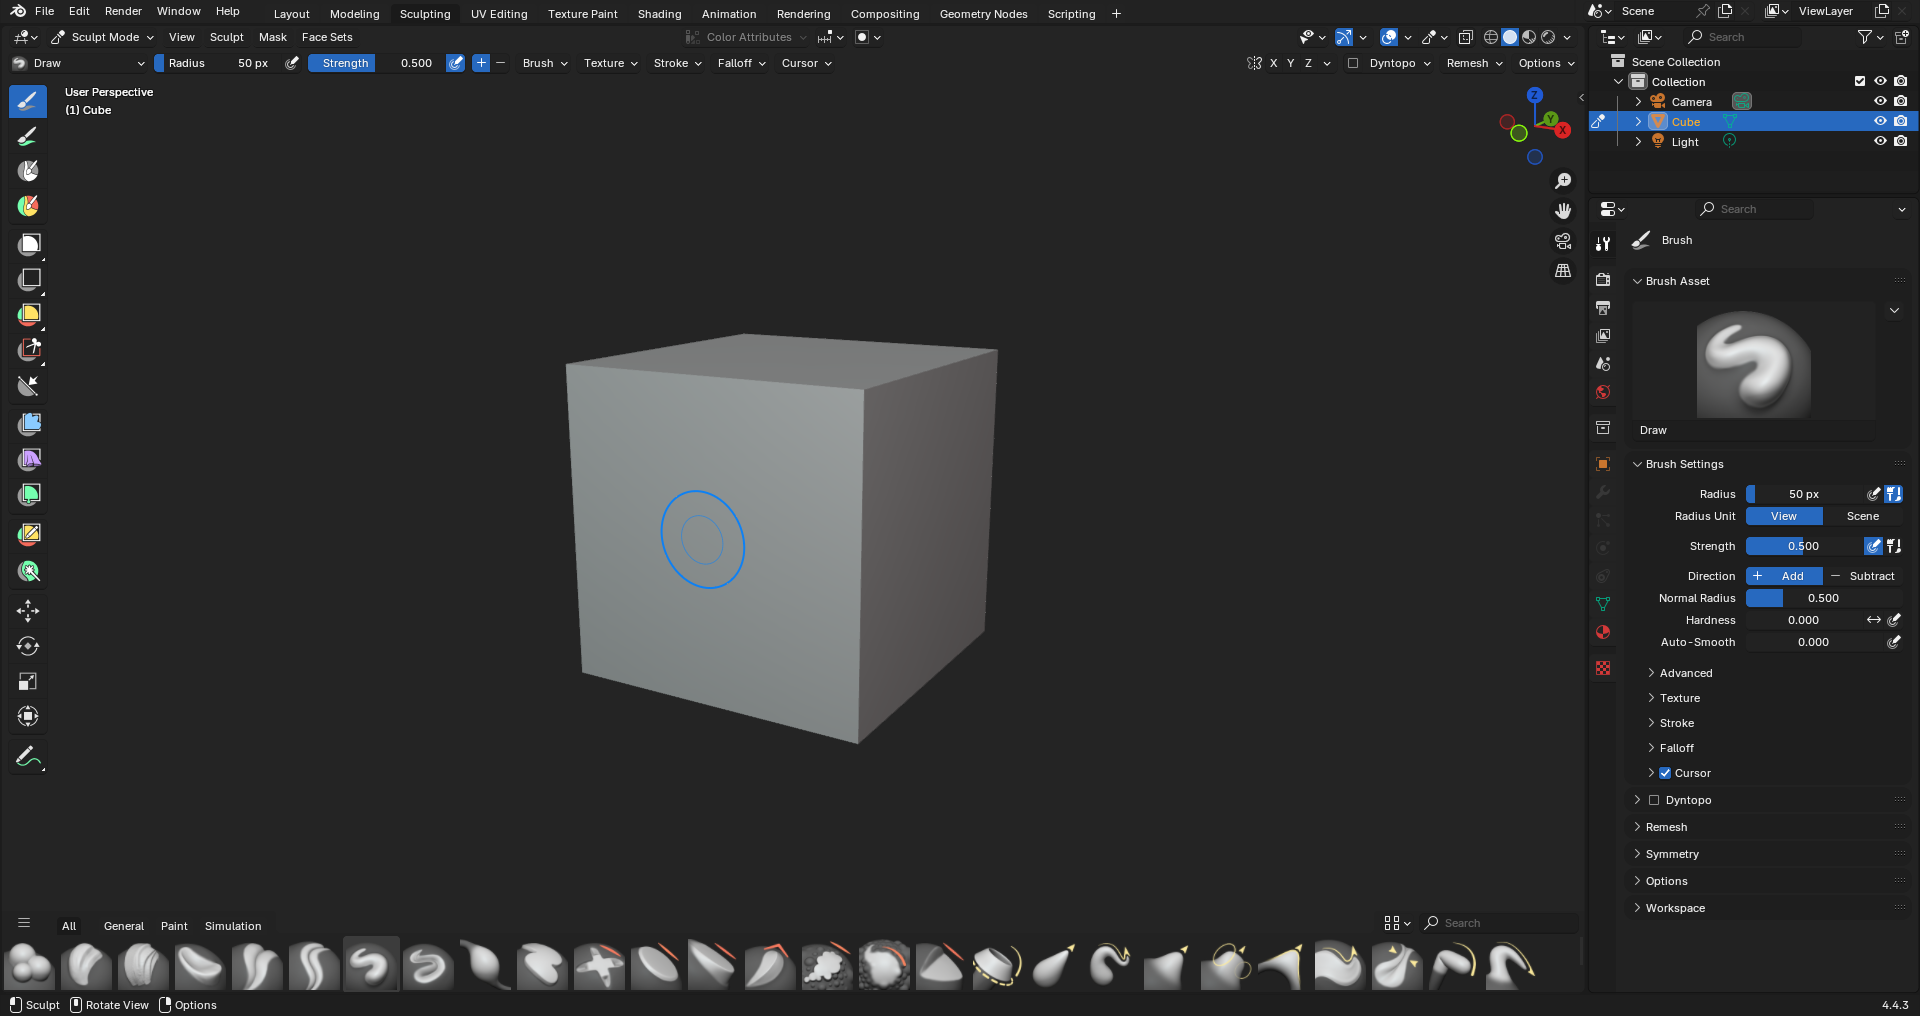 File Edit Render Window Help Layout Modeling Sculpting UV Editing Texture Paint Shading Animation Rendering Compositing Geometry Nodes Scripting + Scene ViewLayer
Sculpt Mode View Sculpt Mask Face Sets Color Attributes Search
Draw Radius 50 px Strength 0.500 Brush Texture Stroke Falloff Cursor X Y Z Dyntopo Remesh Options
User Perspective
(1) Cube
Z
Y
X
Scene Collection
Collection
Camera
Cube
Light
Search
Brush
Brush Asset
Draw
Brush Settings
Radius 50 px
Radius Unit View Scene
Strength 0.500
Direction + Add − Subtract
Normal Radius 0.500
Hardness 0.000
Auto-Smooth 0.000
Advanced
Texture
Stroke
Falloff
Cursor
Dyntopo
Remesh
Symmetry
Options
Workspace
All General Paint Simulation Search
Sculpt Rotate View Options 4.4.3